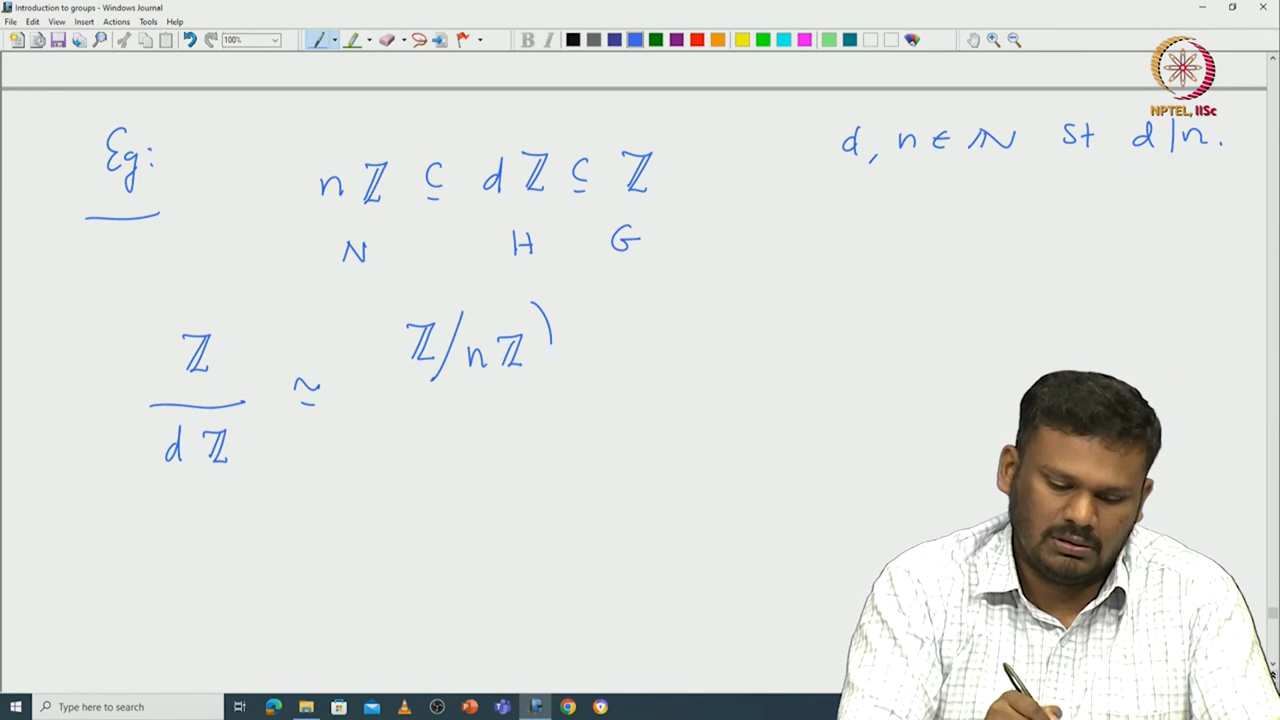 Introduction to groups - Windows Journal
File Edit View Insert Actions Tools Help
100% B I
NPTEL, IISc
Eg: nℤ ⊆ dℤ ⊆ ℤ d, n ∈ ℕ st d | n.
N H G
ℤ / dℤ ≃ ℤ/nℤ)
Type here to search